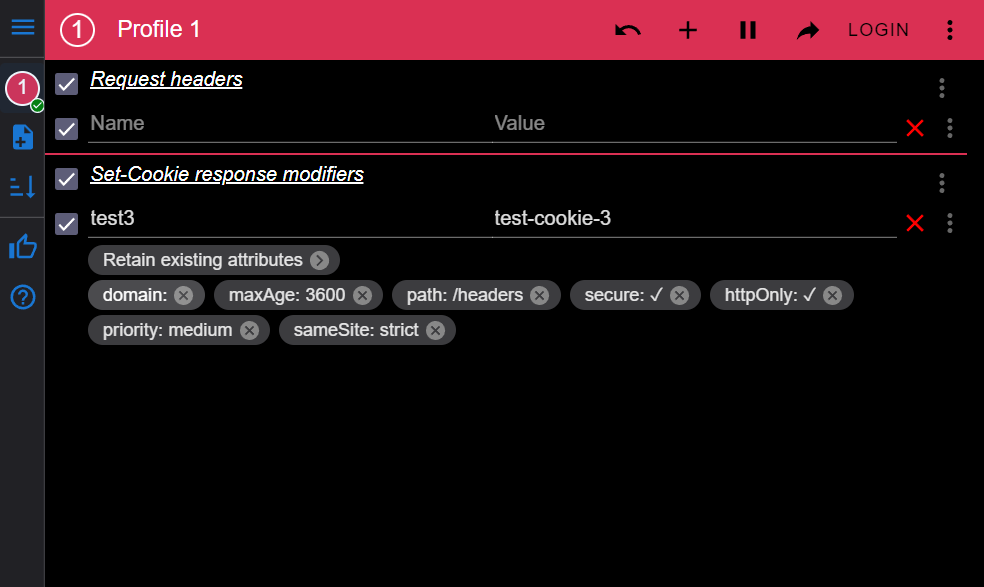 1 Profile 1 LOGIN
1
Request headers
Name Value
Set-Cookie response modifiers
test3 test-cookie-3
Retain existing attributes
domain: maxAge: 3600 path: /headers secure: ✓ httpOnly: ✓
priority: medium sameSite: strict